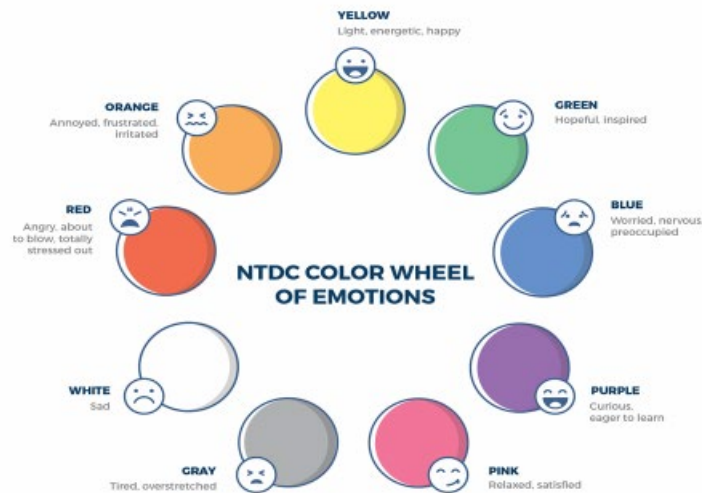 YELLOW
Light, energetic, happy
ORANGE
Annoyed, frustrated,
irritated
GREEN
Hopeful, inspired
RED
Angry, about
to blow, totally
stressed out
BLUE
Worried, nervous
preoccupied
NTDC COLOR WHEEL
OF EMOTIONS
WHITE
Sad
PURPLE
Curious,
eager to learn
GRAY
Tired, overstretched
PINK
Relaxed, satisfied